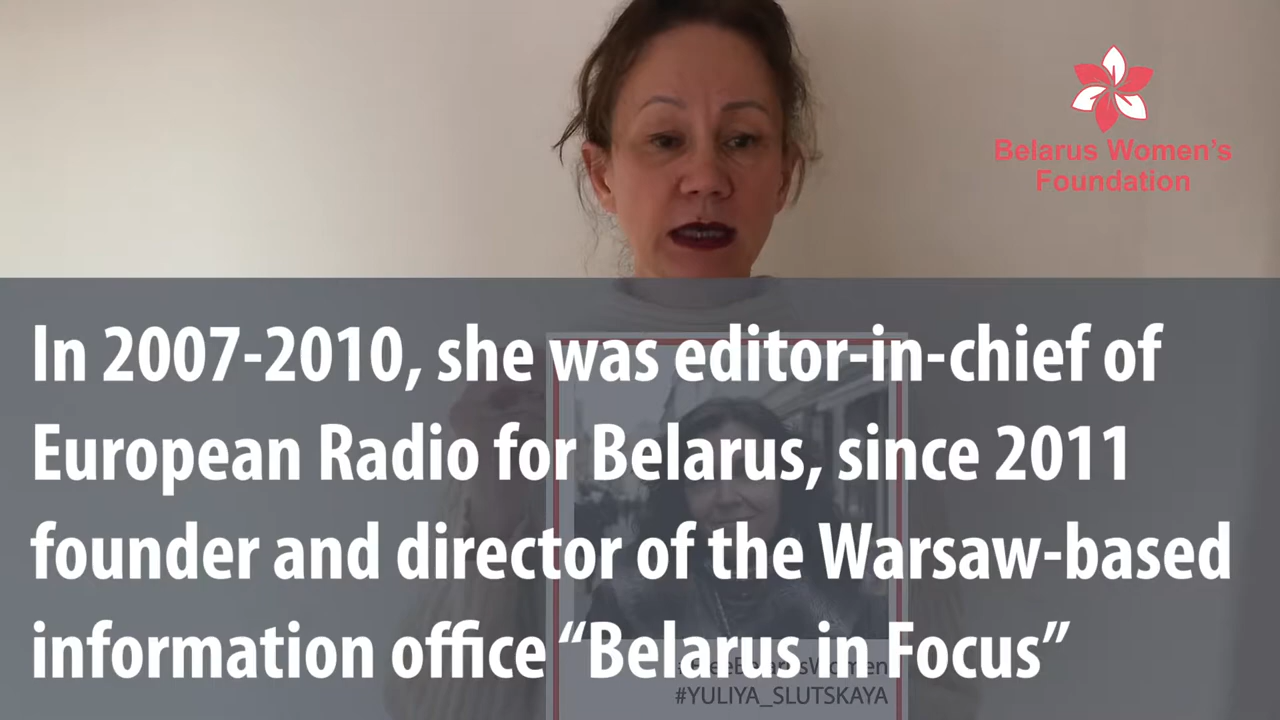 Belarus Women's
Foundation
In 2007-2010, she was editor-in-chief of
European Radio for Belarus, since 2011
founder and director of the Warsaw-based
information office “Belarus in Focus”
#FreeBelarusWomen
#YULIYA_SLUTSKAYA